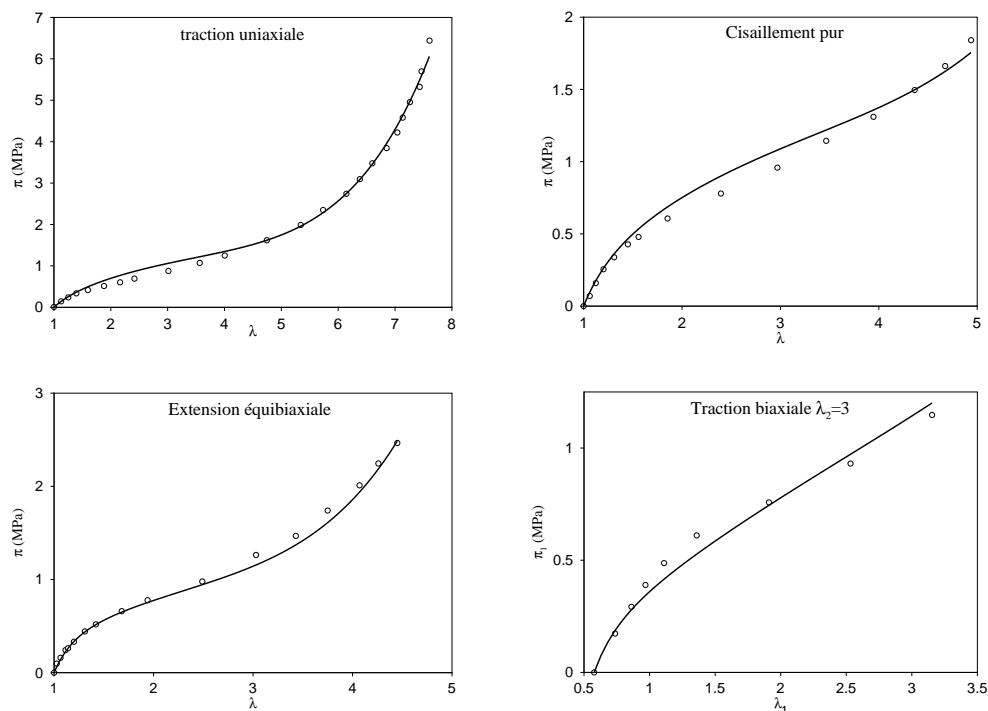 traction uniaxiale
7
6
5
4
3
2
1
0
π (MPa)
1 2 3 4 5 6 7 8
λ
Cisaillement pur
2
1.5
1
0.5
0
π (MPa)
1 2 3 4 5
λ
Extension équibiaxiale
3
2
1
0
π (MPa)
1 2 3 4 5
λ
Traction biaxiale λ₂=3
1
0.5
0
π₁ (MPa)
0.5 1 1.5 2 2.5 3 3.5
λ₁